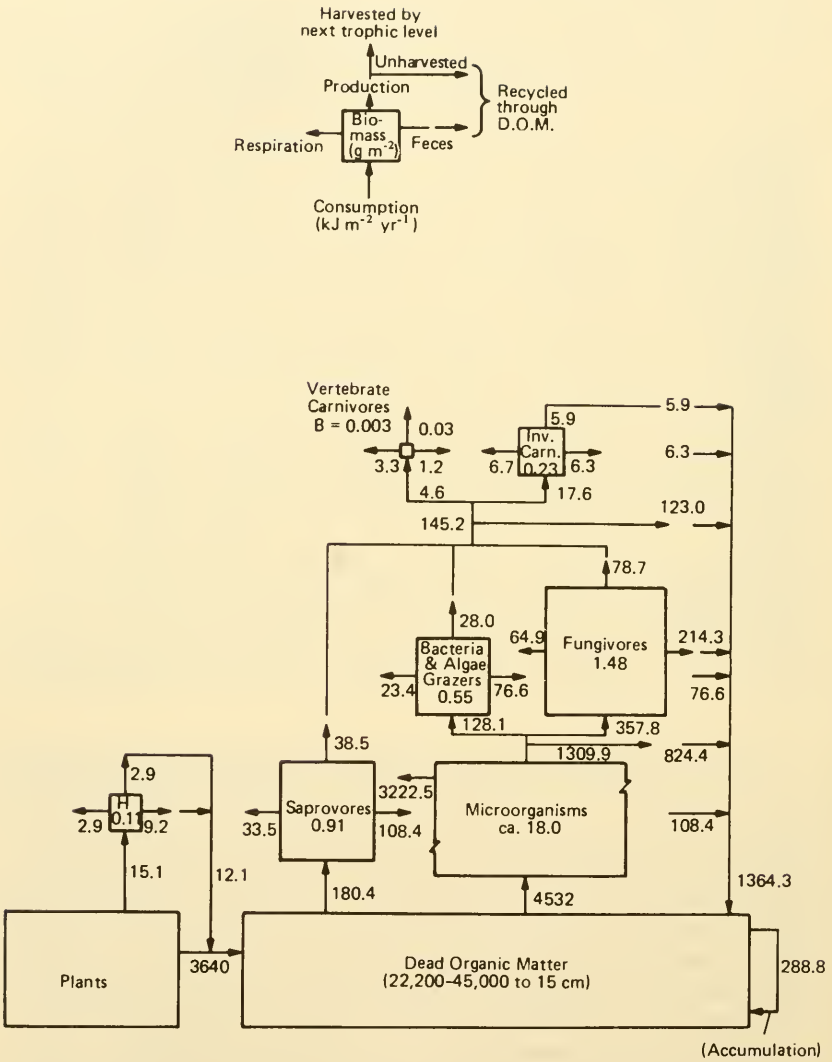 Harvested by
next trophic level
Unharvested
Production
Recycled
through
D.O.M.
Bio-
mass
(g m⁻²)
Respiration
Feces
Consumption
(kJ m⁻² yr⁻¹)
Vertebrate
Carnivores
B = 0.003
0.03
3.3
1.2
4.6
5.9
5.9
Inv.
Carn.
0.23
6.7
6.3
6.3
17.6
123.0
145.2
78.7
28.0
64.9
Fungivores
1.48
214.3
Bacteria
& Algae
Grazers
0.55
23.4
76.6
76.6
128.1
357.8
38.5
1309.9
824.4
2.9
H
0.11
2.9
9.2
Saprovores
0.91
33.5
108.4
3222.5
Microorganisms
ca. 18.0
108.4
15.1
12.1
180.4
4532
1364.3
Plants
3640
Dead Organic Matter
(22,200–45,000 to 15 cm)
288.8
(Accumulation)